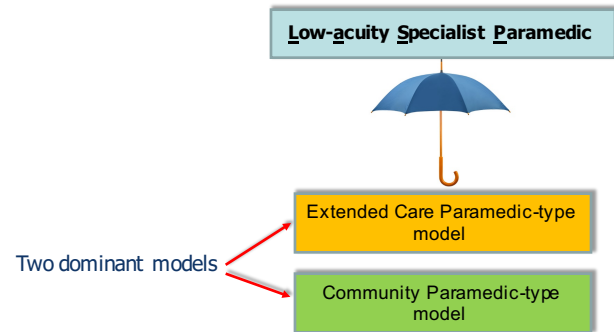 Low-acuity Specialist Paramedic
Extended Care Paramedic-type
model
Two dominant models
Community Paramedic-type
model